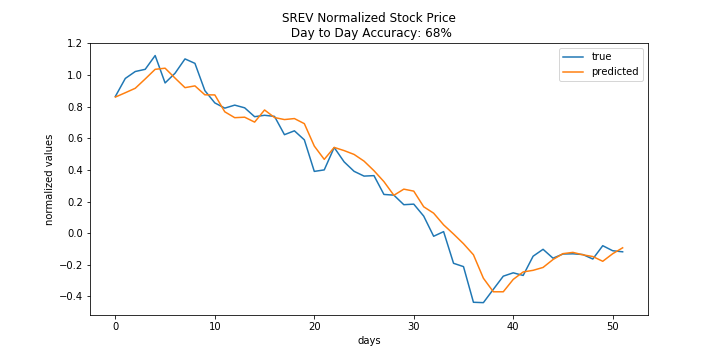 SREV Normalized Stock Price
Day to Day Accuracy: 68%
true
predicted
normalized values
1.2
1.0
0.8
0.6
0.4
0.2
0.0
−0.2
−0.4
0 10 20 30 40 50
days